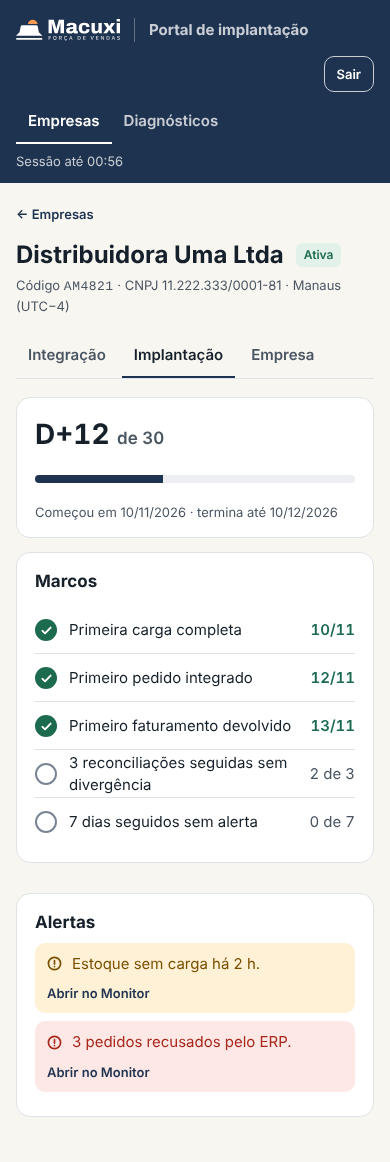 Macuxi
FORÇA DE VENDAS
Portal de implantação
Sair
Empresas Diagnósticos
Sessão até 00:56
← Empresas
Distribuidora Uma Ltda Ativa
Código AM4821 · CNPJ 11.222.333/0001-81 · Manaus
(UTC−4)
Integração Implantação Empresa
D+12 de 30
Começou em 10/11/2026 · termina até 10/12/2026
Marcos
Primeira carga completa 10/11
Primeiro pedido integrado 12/11
Primeiro faturamento devolvido 13/11
3 reconciliações seguidas sem
divergência
2 de 3
7 dias seguidos sem alerta 0 de 7
Alertas
Estoque sem carga há 2 h.
Abrir no Monitor
3 pedidos recusados pelo ERP.
Abrir no Monitor